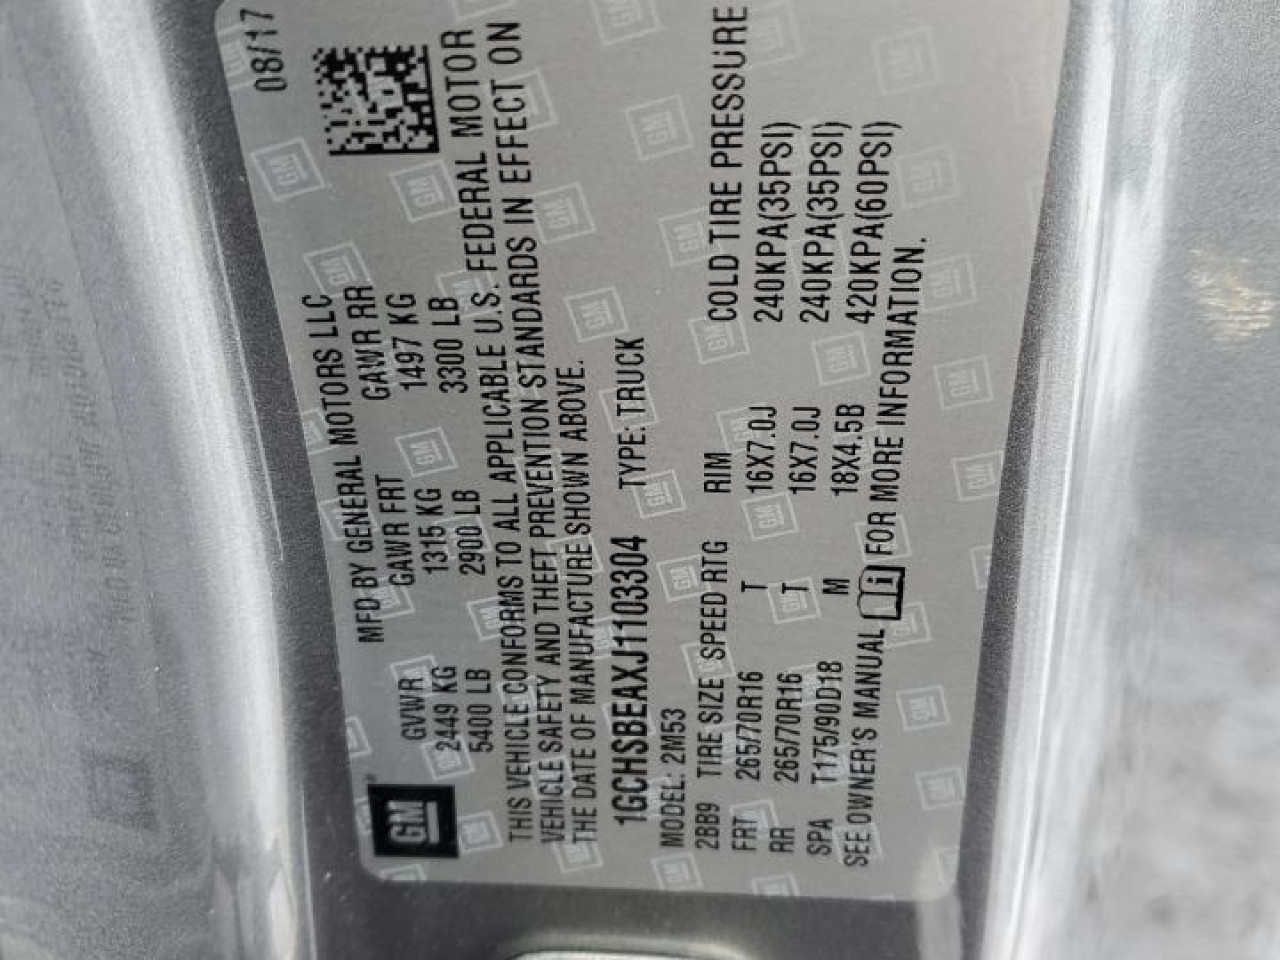 GM
MFD BY GENERAL MOTORS LLC 08/17
GVWR GAWR FRT GAWR RR
2449 KG 1315 KG 1497 KG
5400 LB 2900 LB 3300 LB
THIS VEHICLE CONFORMS TO ALL APPLICABLE U.S. FEDERAL MOTOR
VEHICLE SAFETY AND THEFT PREVENTION STANDARDS IN EFFECT ON
THE DATE OF MANUFACTURE SHOWN ABOVE.
1GCHSBEAXJ1103304 TYPE: TRUCK
MODEL: 2M53
2BB9 TIRE SIZE SPEED RTG RIM COLD TIRE PRESSURE
FRT 265/70R16 T 16X7.0J 240KPA(35PSI)
RR 265/70R16 T 16X7.0J 240KPA(35PSI)
SPA T175/90D18 M 18X4.5B 420KPA(60PSI)
SEE OWNER'S MANUAL i FOR MORE INFORMATION.